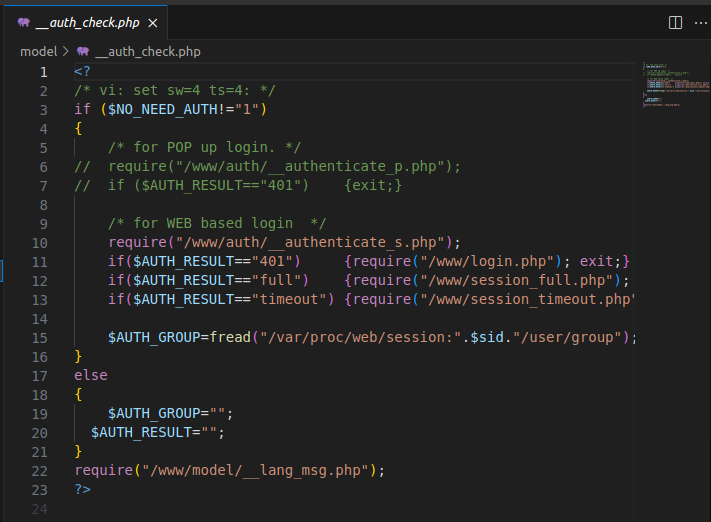 __auth_check.php ×
model > __auth_check.php
1 <?
2 /* vi: set sw=4 ts=4: */
3 if ($NO_NEED_AUTH!="1")
4 {
5 /* for POP up login. */
6 // require("/www/auth/__authenticate_p.php");
7 // if ($AUTH_RESULT=="401") {exit;}
8
9 /* for WEB based login */
10 require("/www/auth/__authenticate_s.php");
11 if($AUTH_RESULT=="401") {require("/www/login.php"); exit;}
12 if($AUTH_RESULT=="full") {require("/www/session_full.php");
13 if($AUTH_RESULT=="timeout") {require("/www/session_timeout.php"
14
15 $AUTH_GROUP=fread("/var/proc/web/session:".$sid."/user/group");
16 }
17 else
18 {
19 $AUTH_GROUP="";
20 $AUTH_RESULT="";
21 }
22 require("/www/model/__lang_msg.php");
23 ?>
24